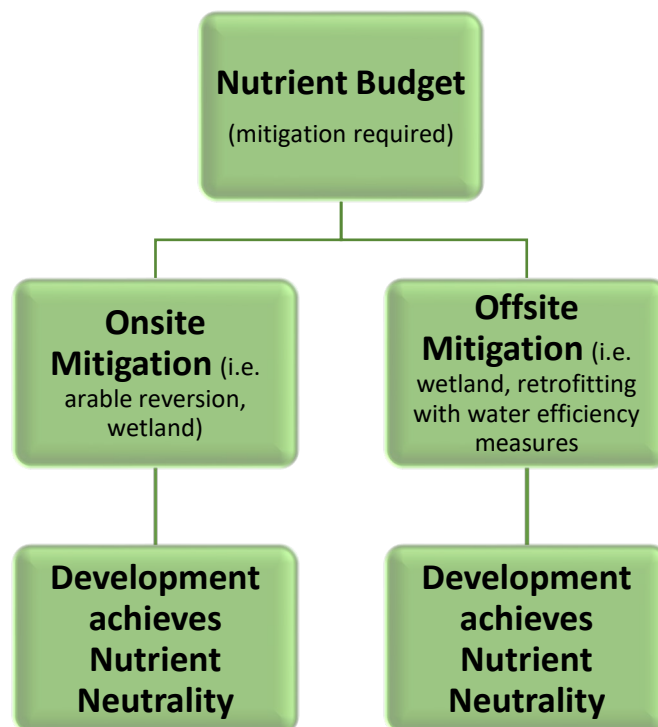 Nutrient Budget
(mitigation required)
Onsite
Mitigation (i.e.
arable reversion,
wetland)
Offsite
Mitigation (i.e.
wetland, retrofitting
with water efficiency
measures
Development
achieves
Nutrient
Neutrality
Development
achieves
Nutrient
Neutrality